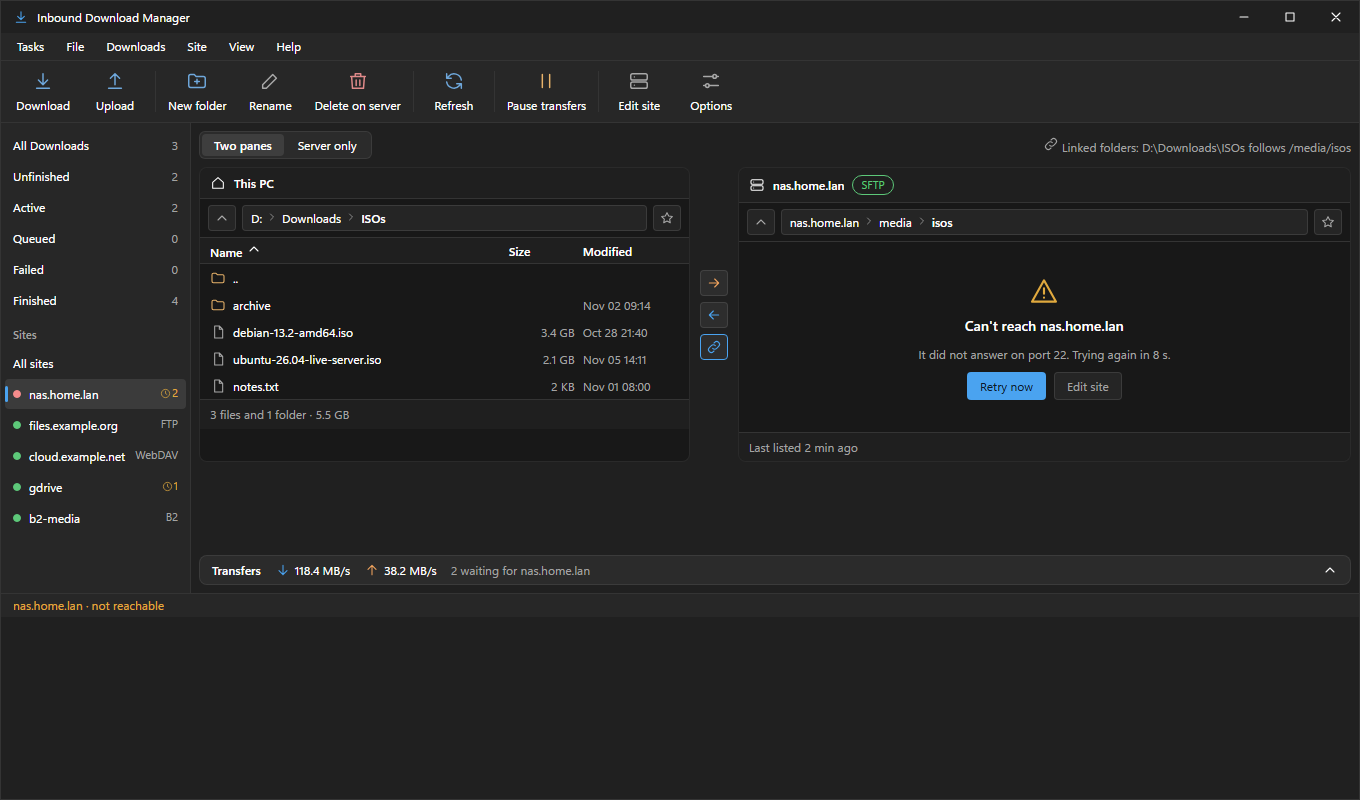 Inbound Download Manager
Tasks File Downloads Site View Help
Download Upload New folder Rename Delete on server Refresh Pause transfers Edit site Options
All Downloads 3
Unfinished 2
Active 2
Queued 0
Failed 0
Finished 4
Sites
All sites
nas.home.lan 2
files.example.org FTP
cloud.example.net WebDAV
gdrive 1
b2-media B2
Two panes Server only
Linked folders: D:\Downloads\ISOs follows /media/isos
This PC
D: Downloads ISOs
Name Size Modified
..
archive Nov 02 09:14
debian-13.2-amd64.iso 3.4 GB Oct 28 21:40
ubuntu-26.04-live-server.iso 2.1 GB Nov 05 14:11
notes.txt 2 KB Nov 01 08:00
3 files and 1 folder · 5.5 GB
nas.home.lan SFTP
nas.home.lan media isos
Can't reach nas.home.lan
It did not answer on port 22. Trying again in 8 s.
Retry now Edit site
Last listed 2 min ago
Transfers 118.4 MB/s 38.2 MB/s 2 waiting for nas.home.lan
nas.home.lan · not reachable